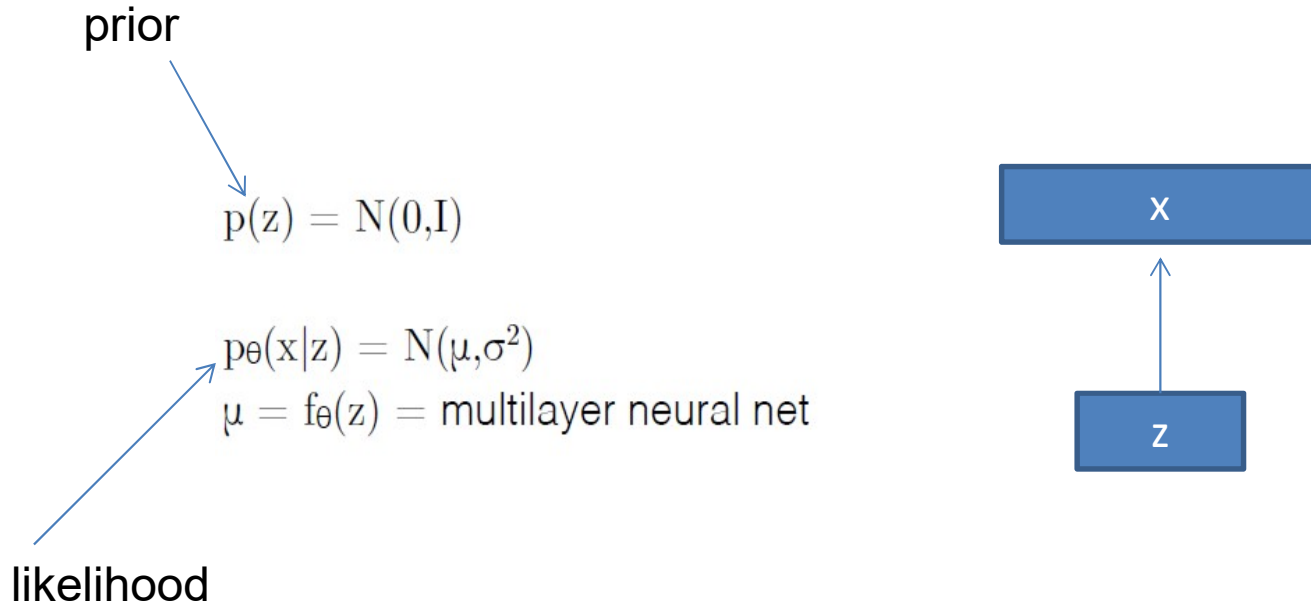 prior
p(z) = N(0,I)
pθ(x|z) = N(μ,σ²)
μ = fθ(z) = multilayer neural net
likelihood
x
z